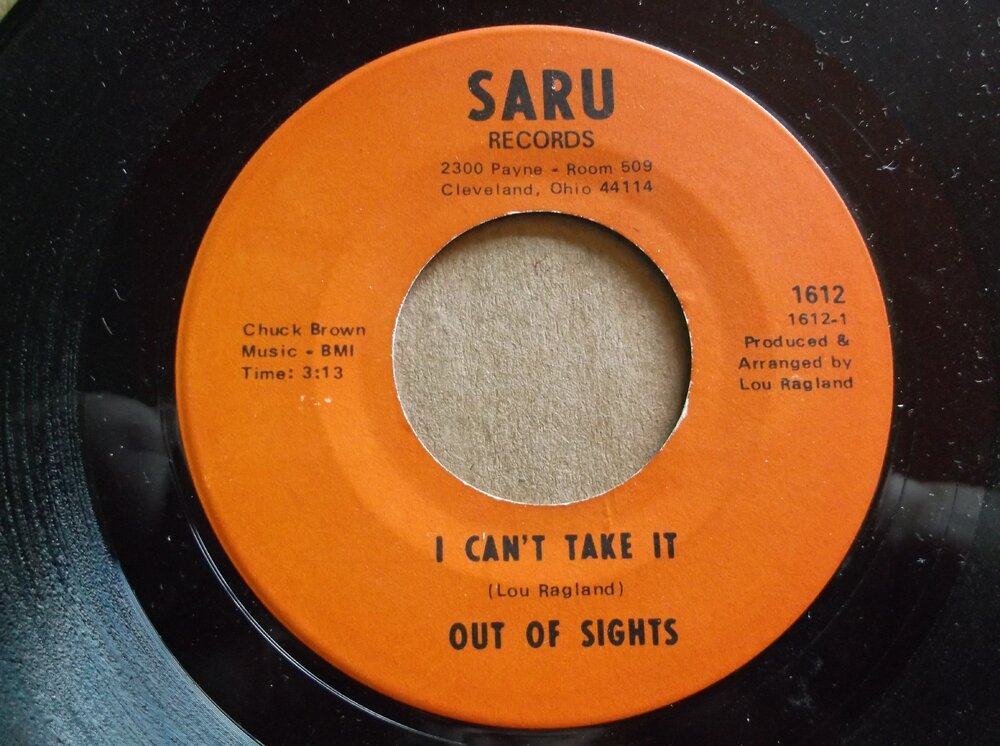 SARU
RECORDS
2300 Payne - Room 509
Cleveland, Ohio 44114
Chuck Brown
Music - BMI
Time: 3:13
1612
1612-1
Produced &
Arranged by
Lou Ragland
I CAN'T TAKE IT
(Lou Ragland)
OUT OF SIGHTS